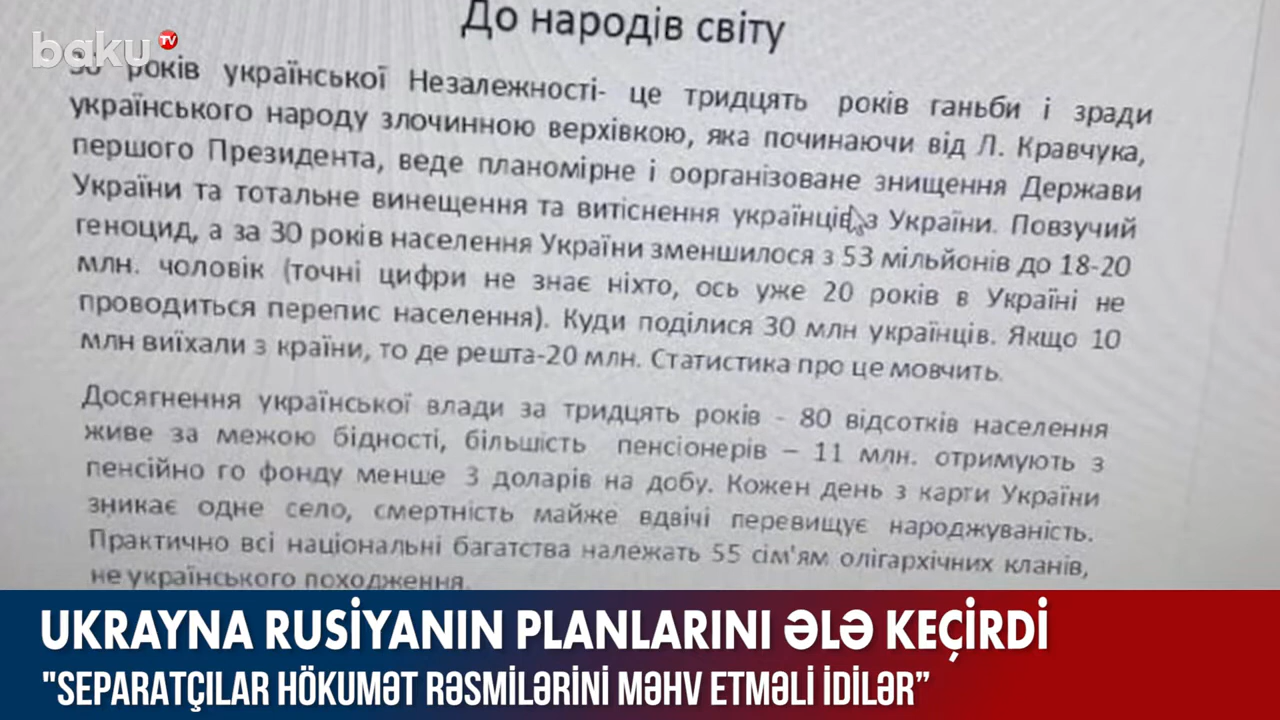 До народів світу
baku TV
30 років української Незалежності- це тридцять років ганьби і зради
українського народу злочинною верхівкою, яка починаючи від Л. Кравчука,
першого Президента, веде планомірне і оорганізоване знищення Держави
України та тотальне винещення та витіснення українців з України. Повзучий
геноцид, а за 30 років населення України зменшилося з 53 мільйонів до 18-20
млн. чоловік (точні цифри не знає ніхто, ось уже 20 років в Україні не
проводиться перепис населення). Куди поділися 30 млн українців. Якщо 10
млн виїхали з країни, то де решта-20 млн. Статистика про це мовчить.
Досягнення української влади за тридцять років - 80 відсотків населення
живе за межою бідності, більшість пенсіонерів – 11 млн. отримують з
пенсійно го фонду менше 3 доларів на добу. Кожен день з карти України
зникає одне село, смертність майже вдвічі перевищує народжуваність.
Практично всі національні багатства належать 55 сім'ям олігархічних кланів,
не українського походження.
UKRAYNA RUSİYANIN PLANLARINI ƏLƏ KEÇİRDİ
"SEPARATÇILAR HÖKUMƏT RƏSMİLƏRİNİ MƏHV ETMƏLİ İDİLƏR”